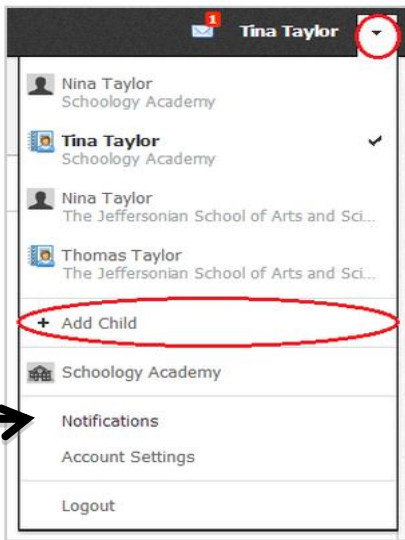 1
Tina Taylor
Nina Taylor
Schoology Academy
Tina Taylor
Schoology Academy
Nina Taylor
The Jeffersonian School of Arts and Sci...
Thomas Taylor
The Jeffersonian School of Arts and Sci...
+ Add Child
Schoology Academy
Notifications
Account Settings
Logout